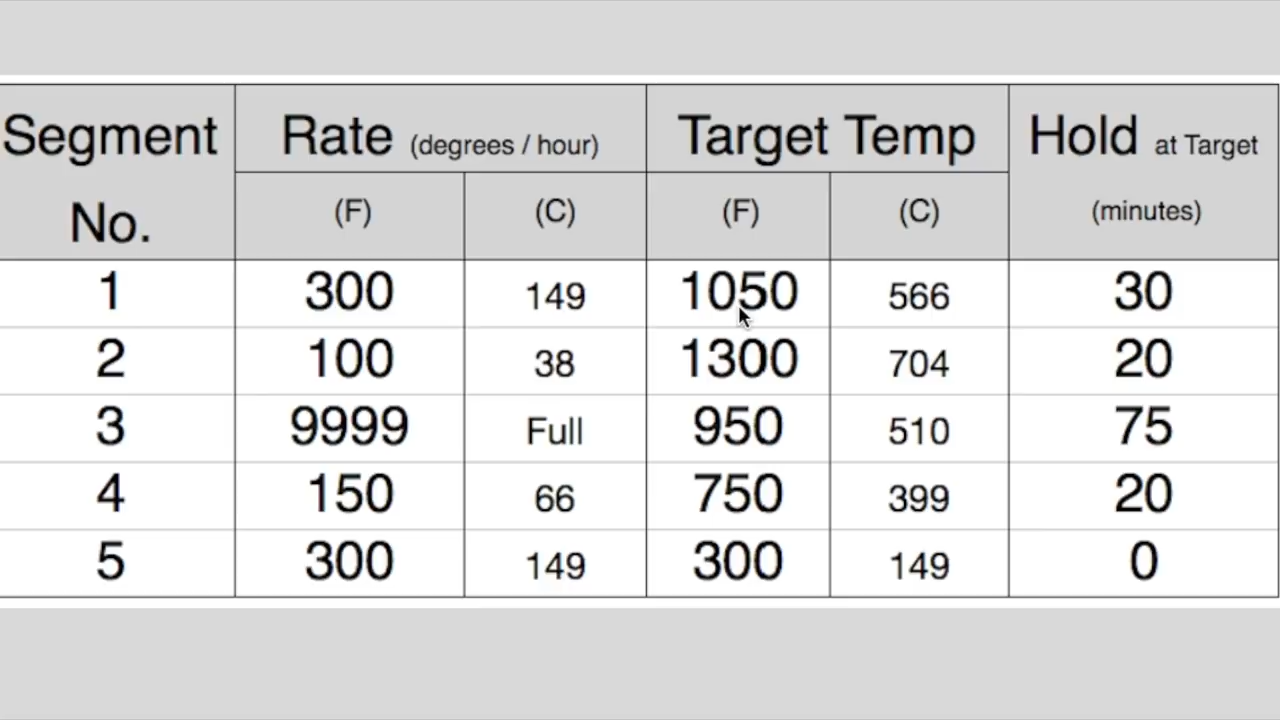 Segment No.
Rate (degrees / hour)
Target Temp
Hold at Target (minutes)
(F) (C) (F) (C)
1 300 149 1050 566 30
2 100 38 1300 704 20
3 9999 Full 950 510 75
4 150 66 750 399 20
5 300 149 300 149 0